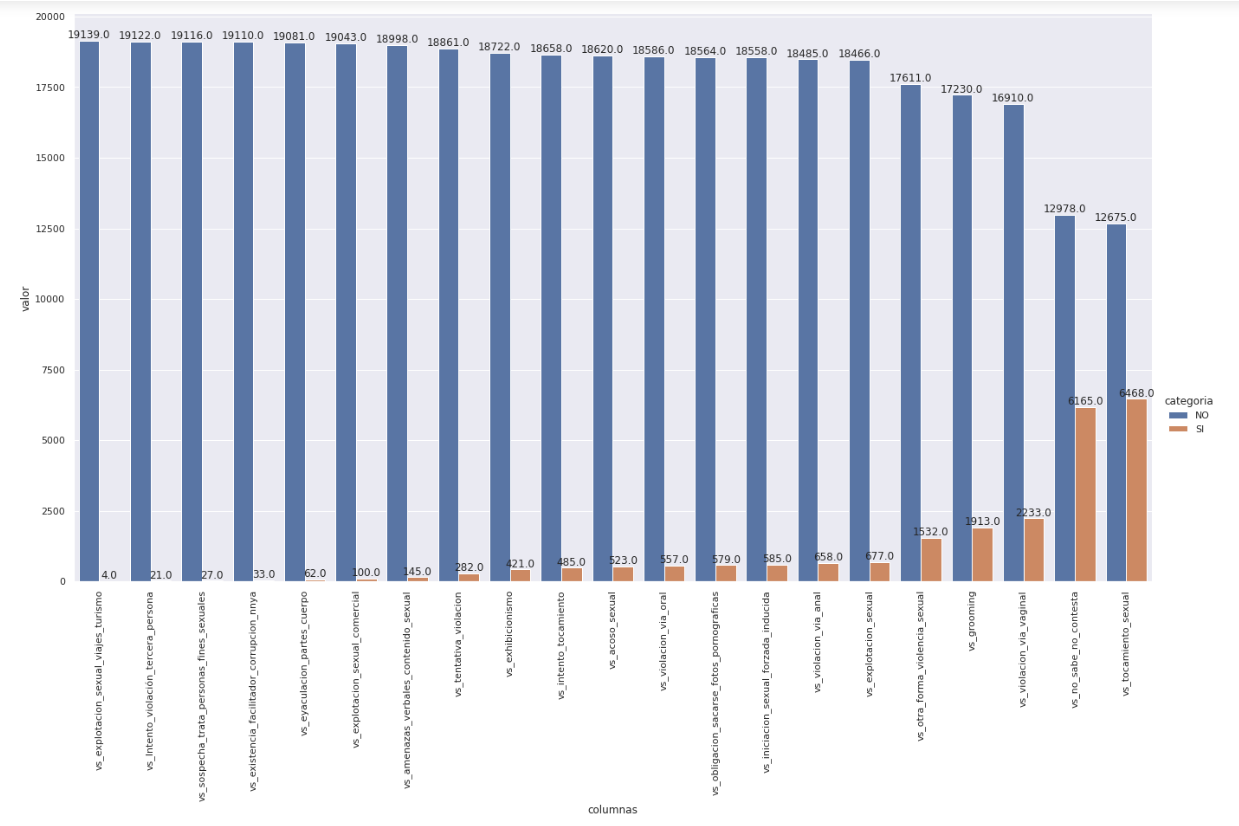 20000
17500
15000
12500
10000
7500
5000
2500
0
valor
19139.0
19122.0
19116.0
19110.0
19081.0
19043.0
18998.0
18861.0
18722.0
18658.0
18620.0
18586.0
18564.0
18558.0
18485.0
18466.0
17611.0
17230.0
16910.0
12978.0
12675.0
4.0
21.0
27.0
33.0
62.0
100.0
145.0
282.0
421.0
485.0
523.0
557.0
579.0
585.0
658.0
677.0
1532.0
1913.0
2233.0
6165.0
6468.0
categoria
NO
SI
vs_explotacion_sexual_viajes_turismo
vs_Intento_violación_tercera_persona
vs_sospecha_trata_personas_fines_sexuales
vs_existencia_facilitador_corrupcion_nnya
vs_eyaculacion_partes_cuerpo
vs_explotacion_sexual_comercial
vs_amenazas_verbales_contenido_sexual
vs_tentativa_violacion
vs_exhibicionismo
vs_intento_tocamiento
vs_acoso_sexual
vs_violacion_via_oral
vs_obligacion_sacarse_fotos_pornograficas
vs_iniciacion_sexual_forzada_inducida
vs_violacion_via_anal
vs_explotacion_sexual
vs_otra_forma_violencia_sexual
vs_grooming
vs_violacion_via_vaginal
vs_no_sabe_no_contesta
vs_tocamiento_sexual
columnas